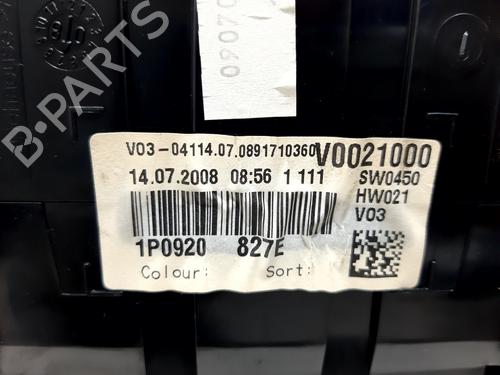 B-PARTS
07060
V03-04114.07.0891710360
V0021000
14.07.2008 08:56 1 111
SW0450
HW021
V03
1P0920 827E
Colour: Sort: